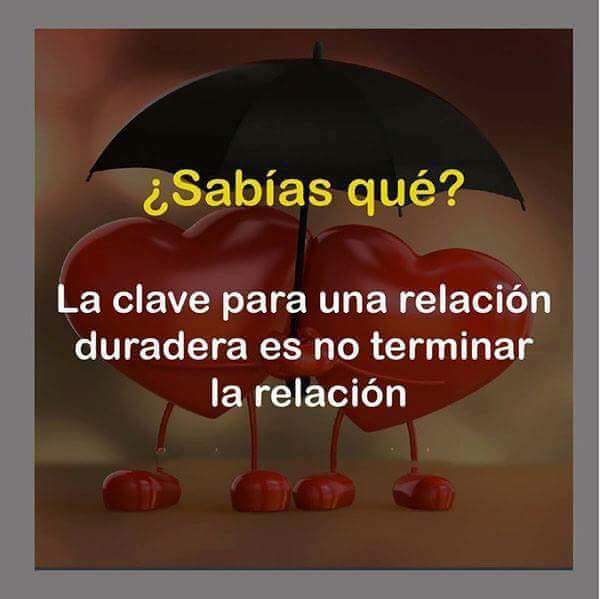 ¿Sabías qué?
La clave para una relación
duradera es no terminar
la relación